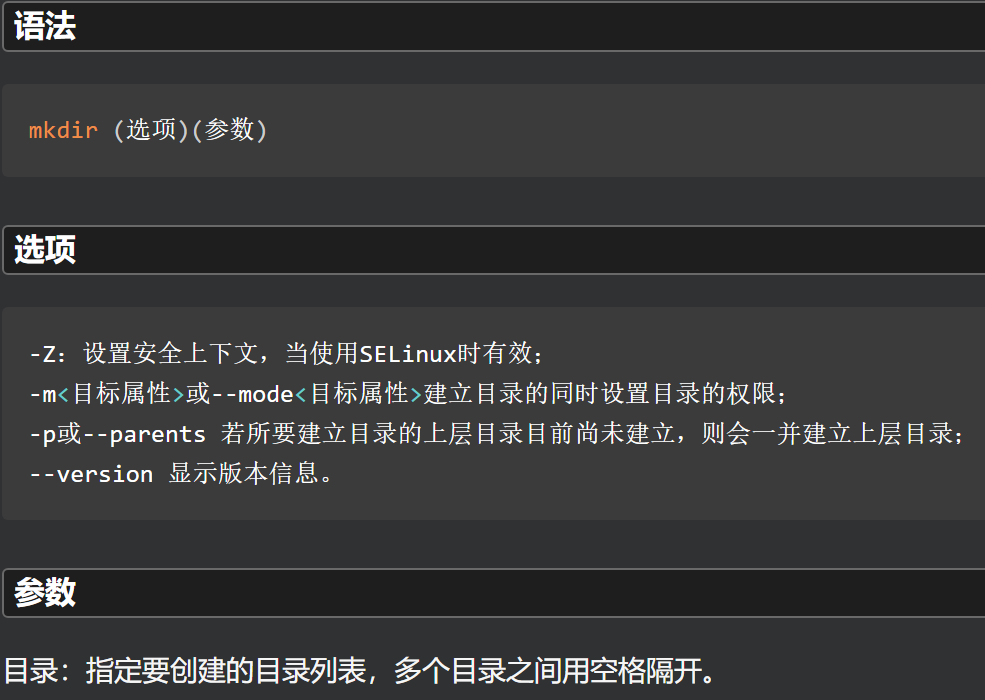 语法
mkdir (选项)(参数)
选项
-Z：设置安全上下文，当使用SELinux时有效；
-m<目标属性>或--mode<目标属性>建立目录的同时设置目录的权限；
-p或--parents 若所要建立目录的上层目录目前尚未建立，则会一并建立上层目录；
--version 显示版本信息。
参数
目录：指定要创建的目录列表，多个目录之间用空格隔开。